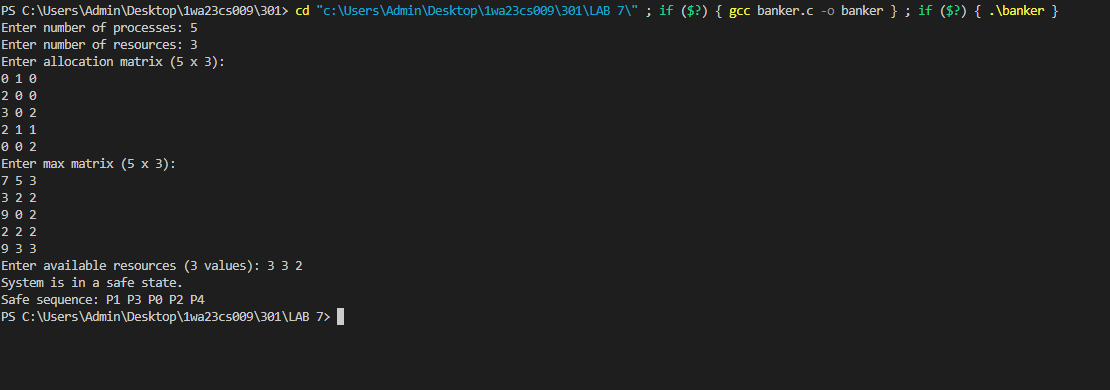 PS C:\Users\Admin\Desktop\1wa23cs009\301> cd "c:\Users\Admin\Desktop\1wa23cs009\301\LAB 7\" ; if ($?) { gcc banker.c -o banker } ; if ($?) { .\banker }
Enter number of processes: 5
Enter number of resources: 3
Enter allocation matrix (5 x 3):
0 1 0
2 0 0
3 0 2
2 1 1
0 0 2
Enter max matrix (5 x 3):
7 5 3
3 2 2
9 0 2
2 2 2
9 3 3
Enter available resources (3 values): 3 3 2
System is in a safe state.
Safe sequence: P1 P3 P0 P2 P4
PS C:\Users\Admin\Desktop\1wa23cs009\301\LAB 7>